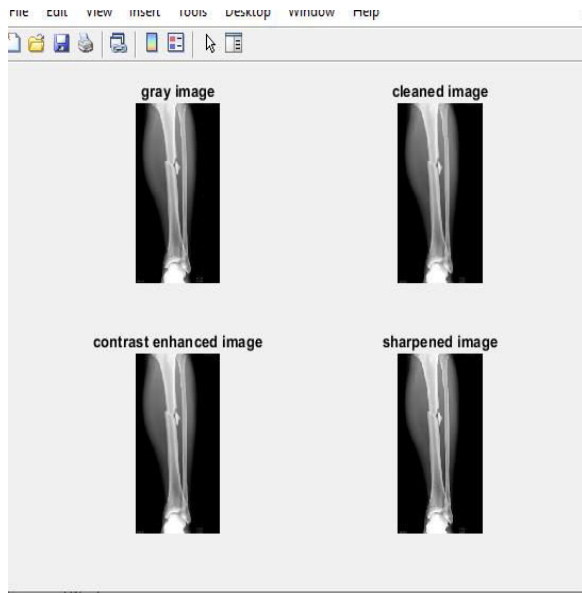 File Edit View Insert Tools Desktop Window Help
gray image
cleaned image
contrast enhanced image
sharpened image